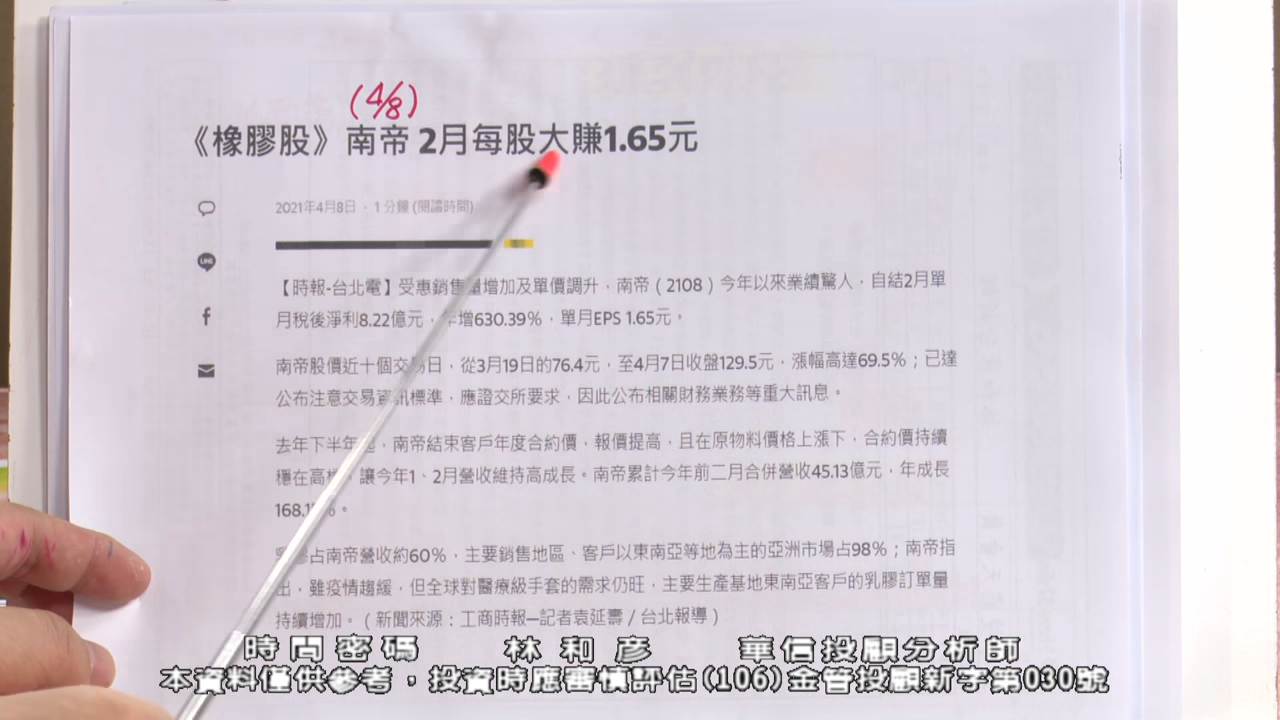 (4/8)
《橡膠股》南帝 2月每股大賺1.65元
2021年4月8日 · 1 分鐘 (閱讀時間)
【時報-台北電】受惠銷售量增加及單價調升，南帝（2108）今年以來業績驚人，自結2月單
月稅後淨利8.22億元，年增630.39%，單月EPS 1.65元。
南帝股價近十個交易日，從3月19日的76.4元，至4月7日收盤129.5元，漲幅高達69.5%；已達
公布注意交易資訊標準，應證交所要求，因此公布相關財務業務等重大訊息。
去年下半年起，南帝結束客戶年度合約價，報價提高，且在原物料價格上漲下，合約價持續
穩在高檔，讓今年1、2月營收維持高成長。南帝累計今年前二月合併營收45.13億元，年成長
168.1
膠占南帝營收約60%，主要銷售地區、客戶以東南亞等地為主的亞洲市場占98%；南帝指
出，雖疫情趨緩，但全球對醫療級手套的需求仍旺，主要生產基地東南亞客戶的乳膠訂單量
持續增加。（新聞來源：工商時報—記者袁延壽／台北報導）
時間密碼 林和彥 華信投顧分析師
本資料僅供參考，投資時應審慎評估(106)金管投顧新字第030號